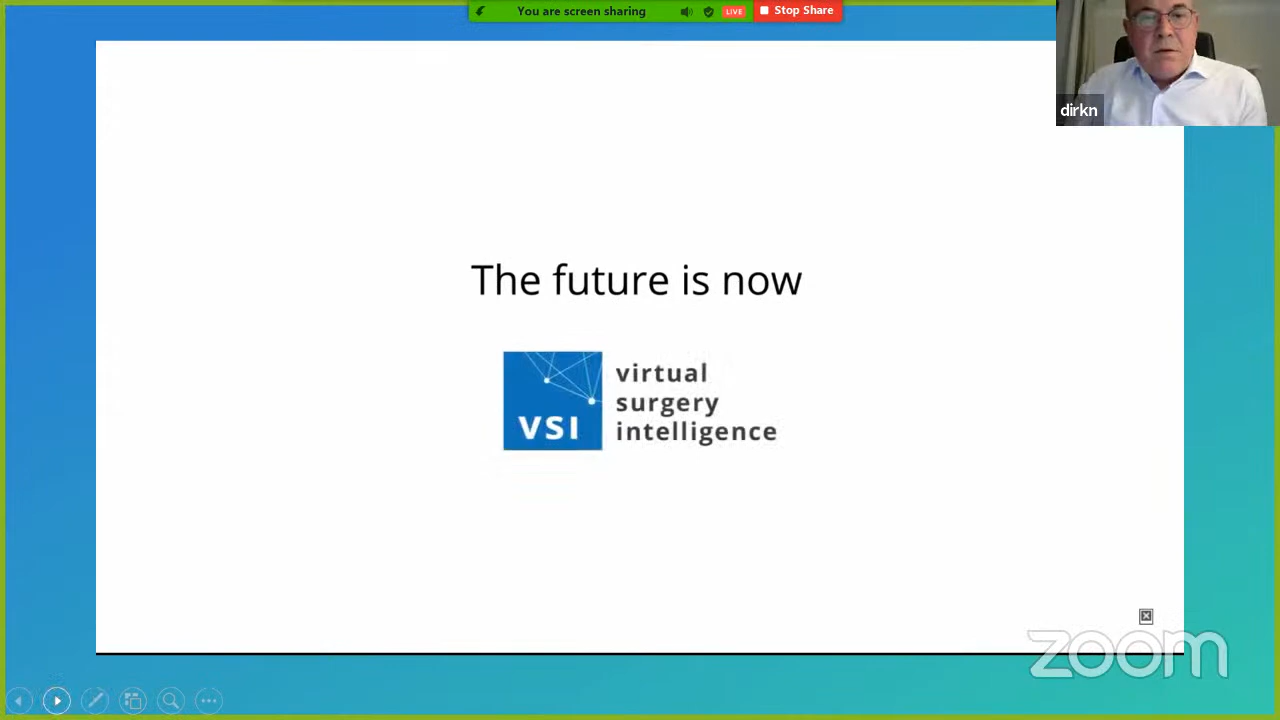 You are screen sharing
LIVE
Stop Share
dirkn
The future is now
VSI
virtual
surgery
intelligence
zoom